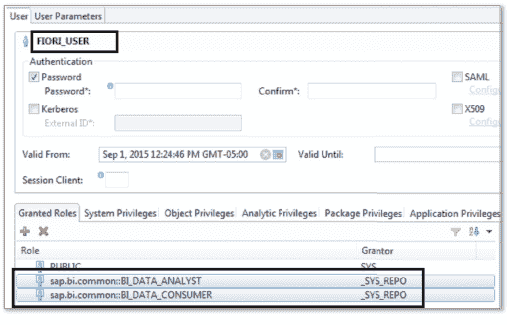 User User Parameters
FIORI_USER
Authentication
Password SAML
Password*: Confirm*:
Kerberos X509
External ID*:
Valid From: Sep 1, 2015 12:24:46 PM GMT-05:00 Valid Until:
Session Client:
Granted Roles System Privileges Object Privileges Analytic Privileges Package Privileges Application Privileges
Role Grantor
PUBLIC SYS
sap.bi.common::BI_DATA_ANALYST _SYS_REPO
sap.bi.common::BI_DATA_CONSUMER _SYS_REPO